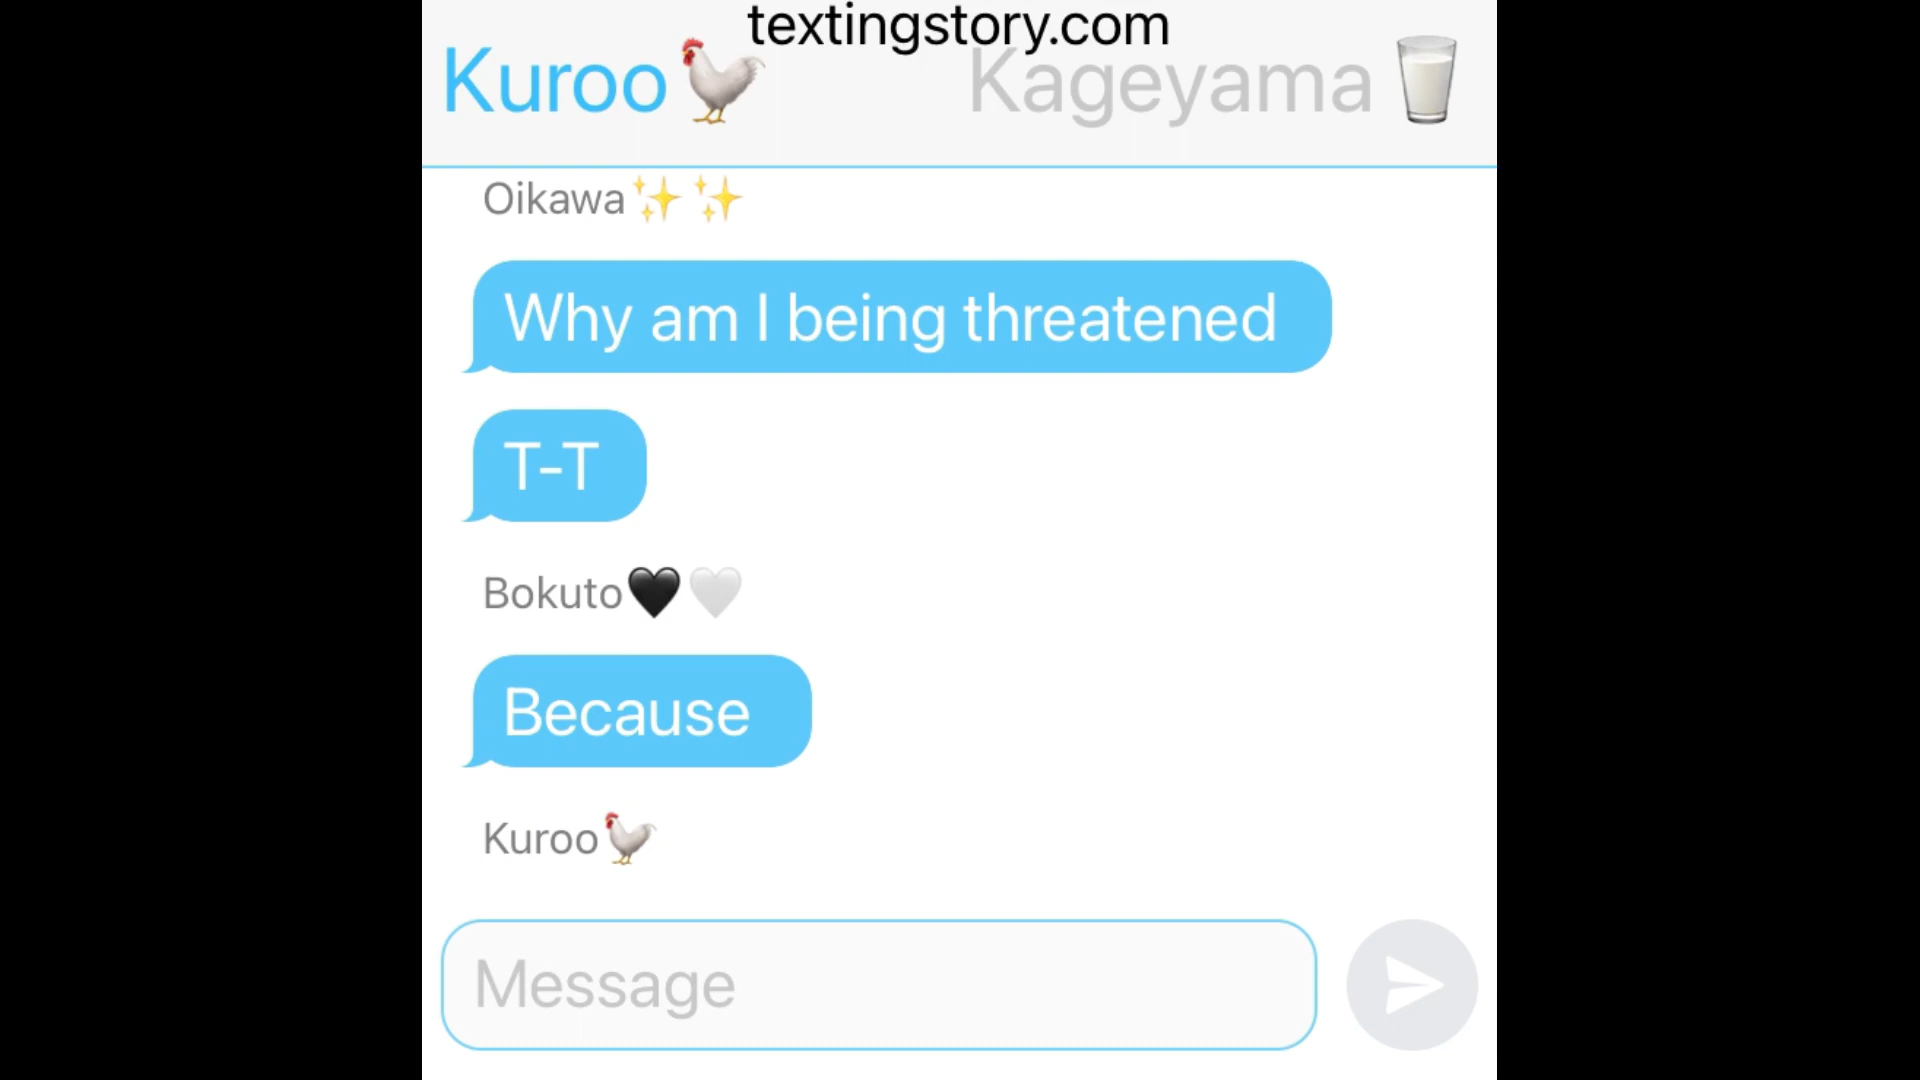 textingstory.com
Kuroo🐓 Kageyama🥛
Oikawa✨✨
Why am I being threatened
T-T
Bokuto🖤🤍
Because
Kuroo🐓
Message